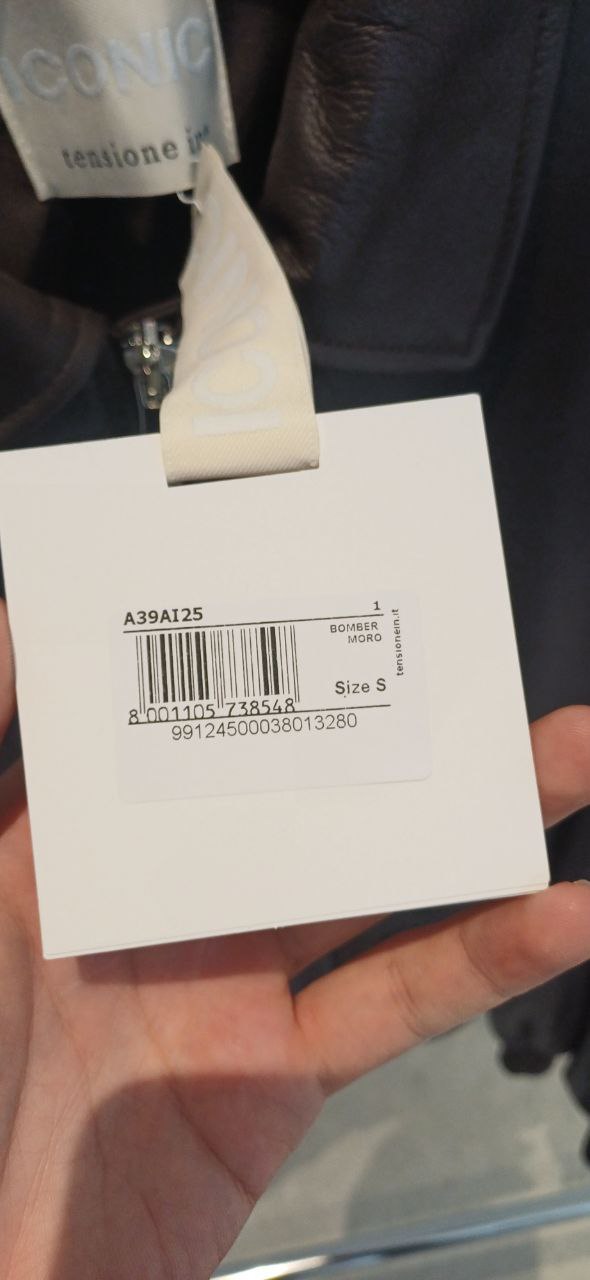 ICONIC
tensione in
ICONIC
A39AI25
1
BOMBER
MORO
tensionein.it
Size S
8 001105 738548
99124500038013280